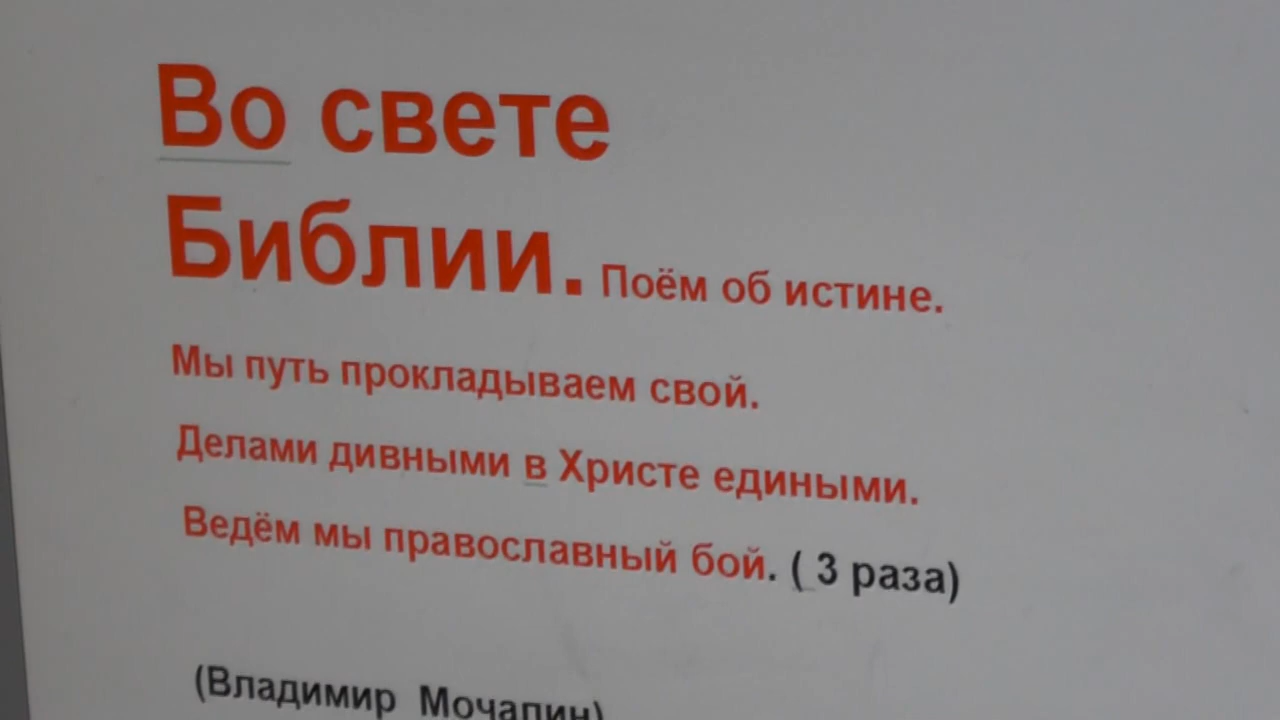 Во свете
Библии. Поём об истине.
Мы путь прокладываем свой.
Делами дивными в Христе едиными.
Ведём мы православный бой. ( 3 раза)
(Владимир Мочалин)